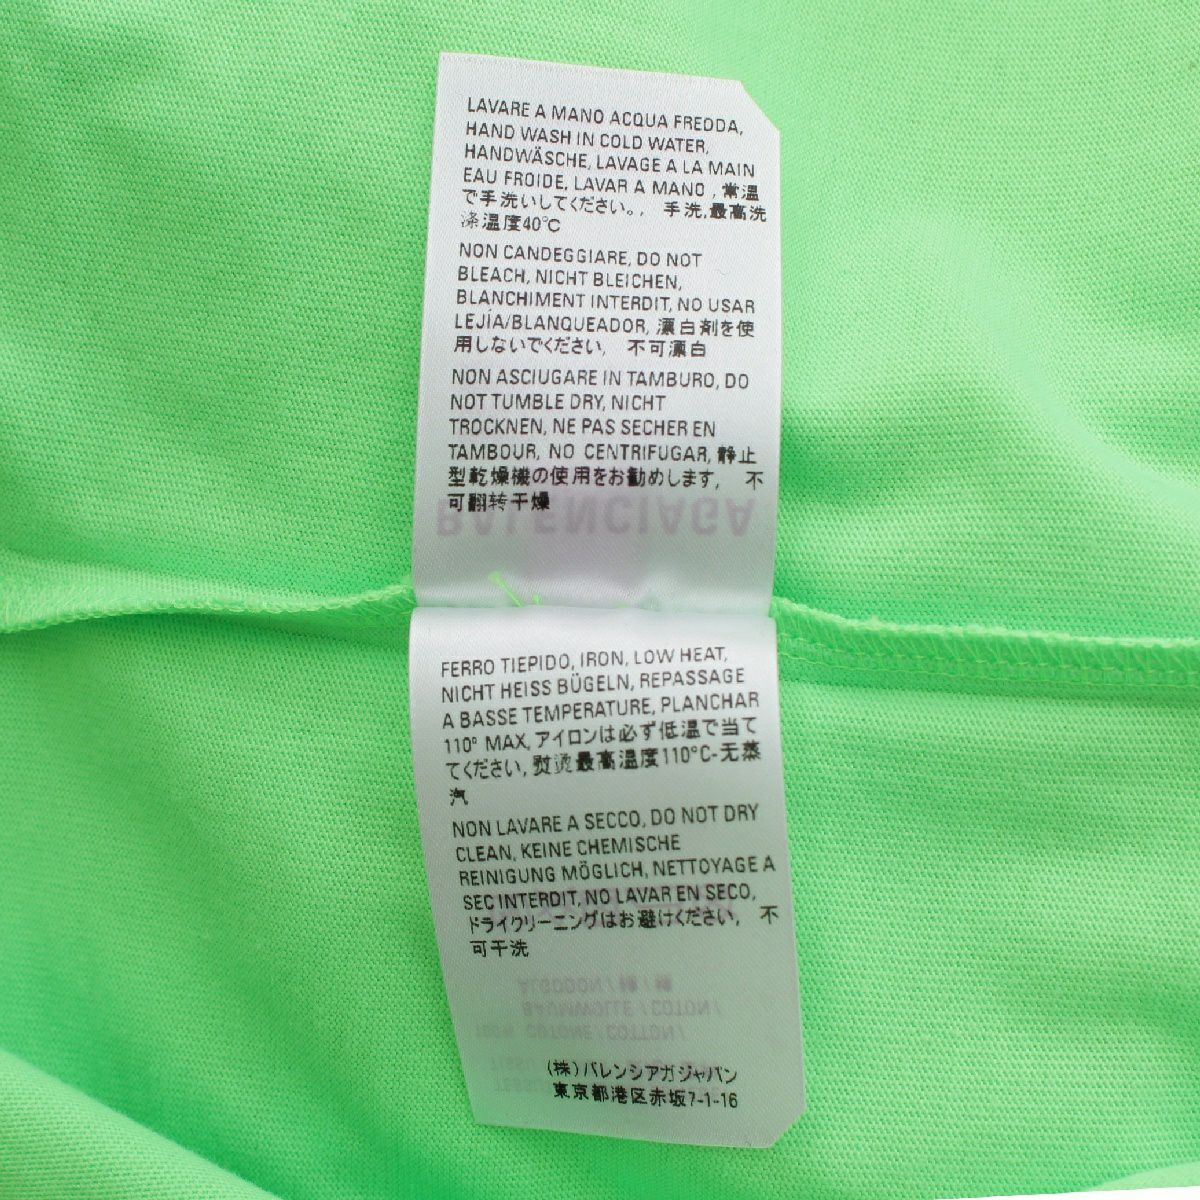 LAVARE A MANO ACQUA FREDDA,
HAND WASH IN COLD WATER,
HANDWÄSCHE, LAVAGE A LA MAIN
EAU FROIDE, LAVAR A MANO , 常温
で手洗いしてください。, 手洗,最高洗
涤温度40°C
NON CANDEGGIARE, DO NOT
BLEACH, NICHT BLEICHEN,
BLANCHIMENT INTERDIT, NO USAR
LEJÍA/BLANQUEADOR, 漂白剤を使
用しないでください, 不可漂白
NON ASCIUGARE IN TAMBURO, DO
NOT TUMBLE DRY, NICHT
TROCKNEN, NE PAS SECHER EN
TAMBOUR, NO CENTRIFUGAR, 静止
型乾燥機の使用をお勧めします, 不
可翻转干燥
BALENCIAGA
FERRO TIEPIDO, IRON, LOW HEAT,
NICHT HEISS BÜGELN, REPASSAGE
A BASSE TEMPERATURE, PLANCHAR
110° MAX, アイロンは必ず低温で当て
てください, 熨烫最高温度110°C-无蒸
汽
NON LAVARE A SECCO, DO NOT DRY
CLEAN, KEINE CHEMISCHE
REINIGUNG MÖGLICH, NETTOYAGE A
SEC INTERDIT, NO LAVAR EN SECO,
ドライクリーニングはお避けください, 不
可干洗
ALGODON / 綿 / 棉
BAUMWOLLE / COTON /
100% COTONE / COTTON /
(株)バレンシアガジャパン
東京都港区赤坂7-1-16